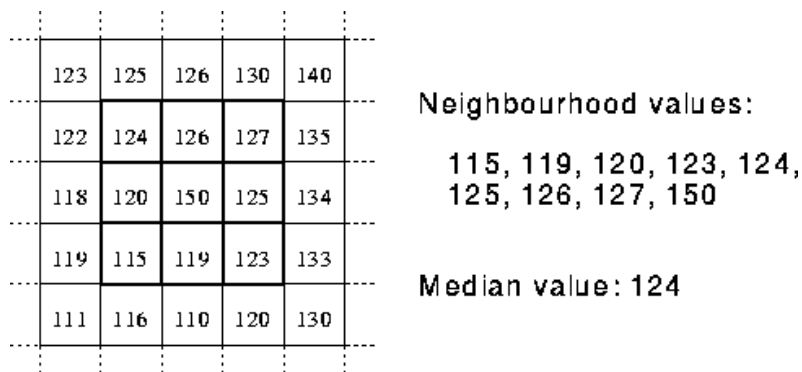 123 125 126 130 140
122 124 126 127 135
118 120 150 125 134
119 115 119 123 133
111 116 110 120 130
Neighbourhood values:
115, 119, 120, 123, 124,
125, 126, 127, 150
Median value: 124